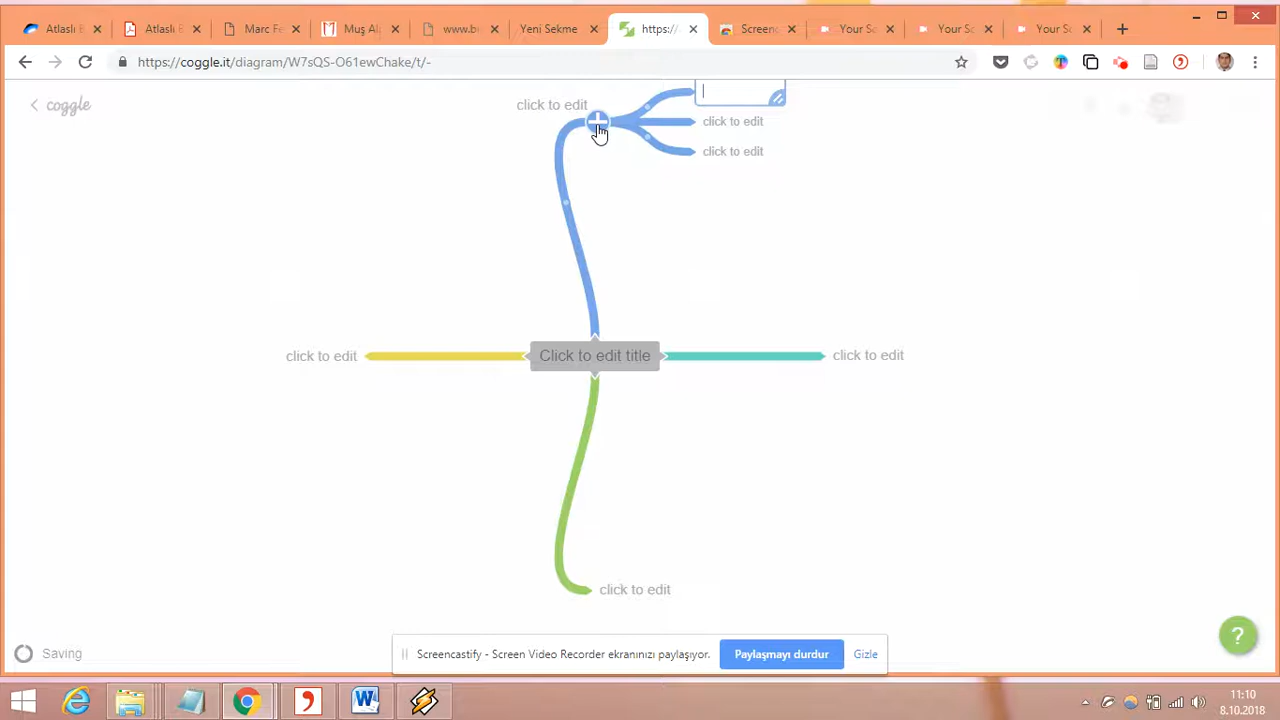 Atlaslı E
Atlaslı E
Marc Fe
Muş Al
www.b
Yeni Sekme
https:/
Screenc
Your Sc
Your Sc
Your Sc
https://coggle.it/diagram/W7sQS-O61ewChake/t/-
coggle
click to edit
click to edit
click to edit
click to edit
Click to edit title
click to edit
click to edit
Saving
Screencastify - Screen Video Recorder ekranınızı paylaşıyor.
Paylaşmayı durdur
Gizle
?
11:10
8.10.2018